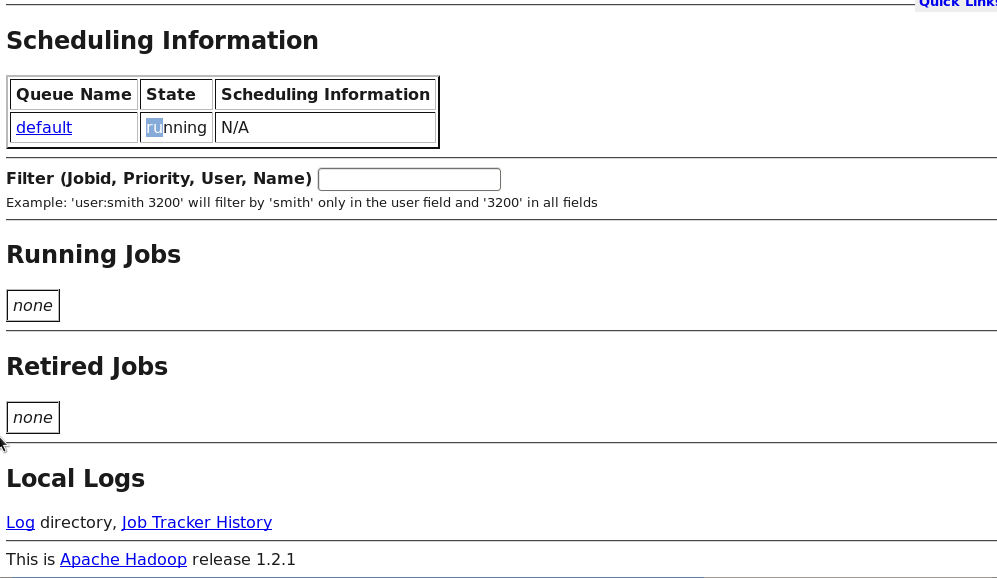 Quick Links
Scheduling Information
Queue Name State Scheduling Information
default running N/A
Filter (Jobid, Priority, User, Name)
Example: 'user:smith 3200' will filter by 'smith' only in the user field and '3200' in all fields
Running Jobs
none
Retired Jobs
none
Local Logs
Log directory, Job Tracker History
This is Apache Hadoop release 1.2.1